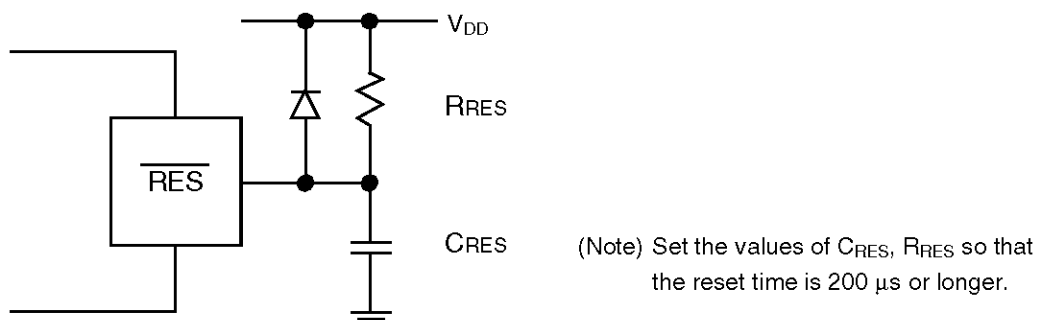 VDD
RRES
RES
CRES
(Note) Set the values of CRES, RRES so that
the reset time is 200 μs or longer.